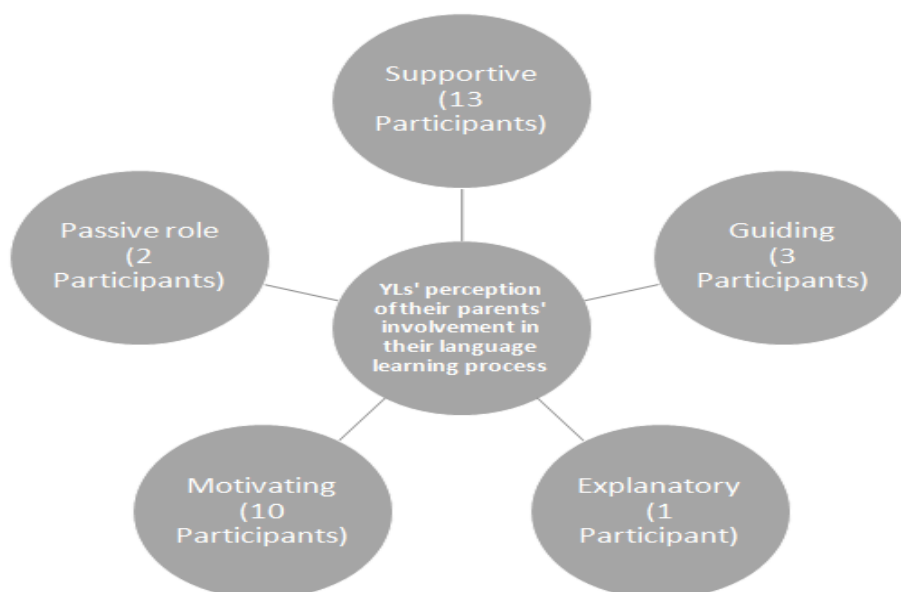 Supportive
(13
Participants)
Passive role
(2
Participants)
Guiding
(3
Participants)
YLs' perception
of their parents'
involvement in
their language
learning process
Motivating
(10
Participants)
Explanatory
(1
Participant)